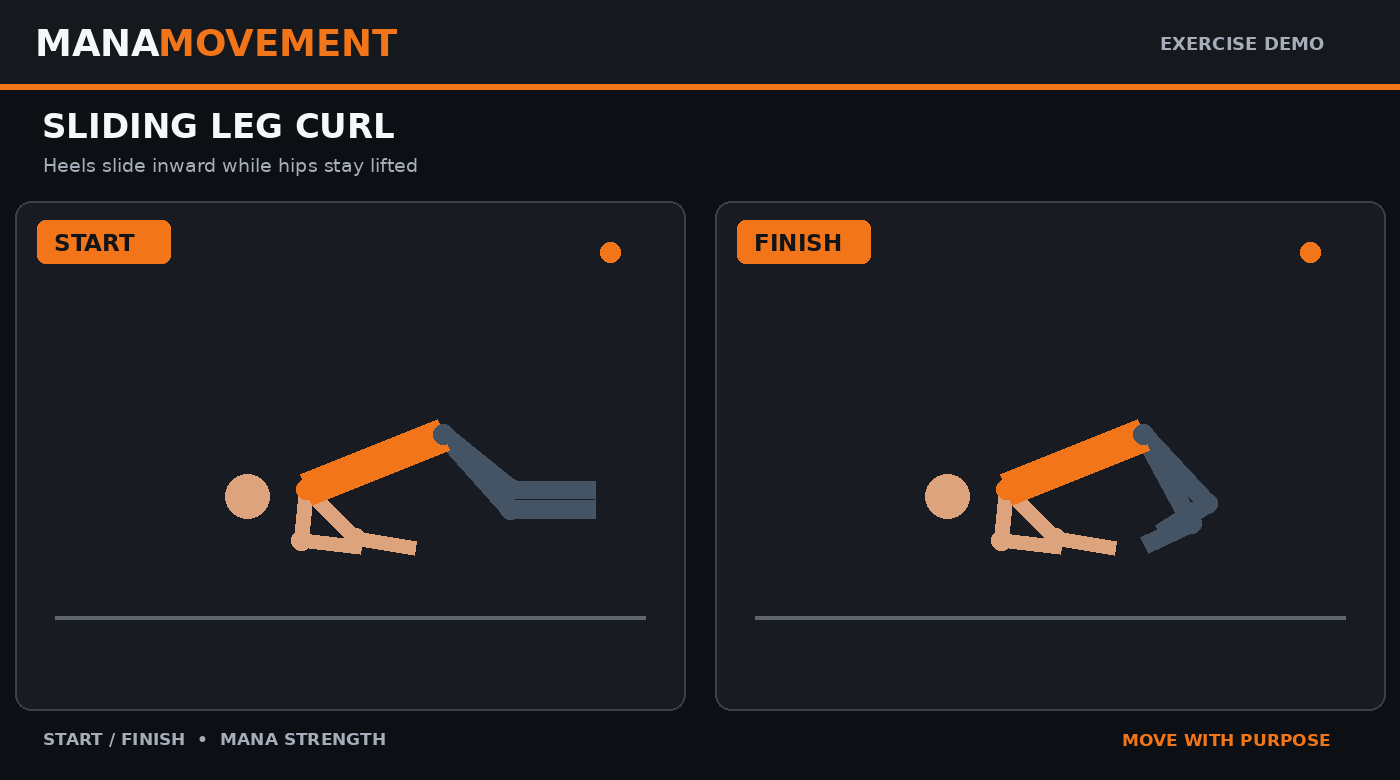 MANAMOVEMENT
EXERCISE DEMO
SLIDING LEG CURL
Heels slide inward while hips stay lifted
START
FINISH
START / FINISH • MANA STRENGTH
MOVE WITH PURPOSE